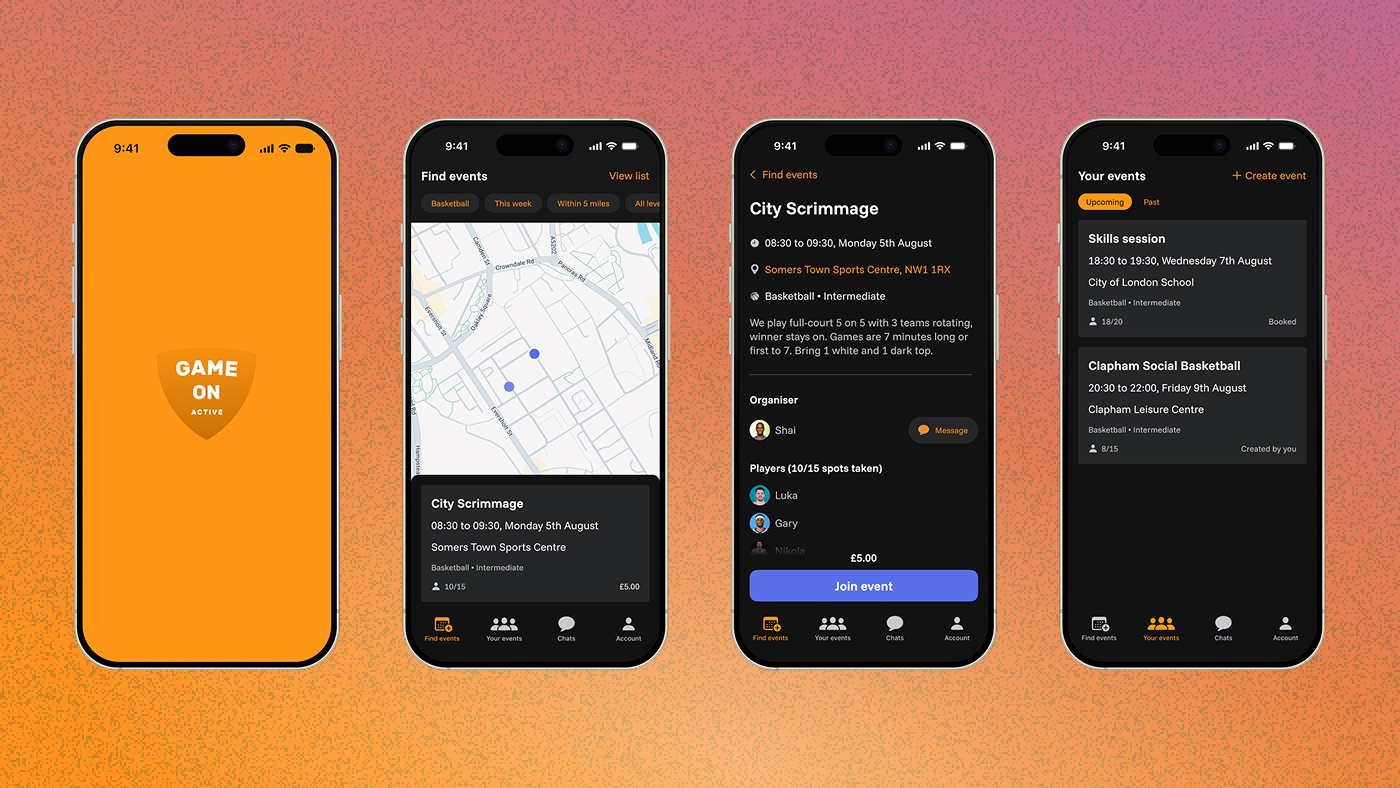 9:41
GAME
ON
ACTIVE
9:41
Find events
View list
Basketball
This week
Within 5 miles
All leve
Camden St
A5202
Crowndale Rd
Pancras Rd
Oakley Square
Eversholt St
Midland Rd
Eversholt St
Hampstea
City Scrimmage
08:30 to 09:30, Monday 5th August
Somers Town Sports Centre
Basketball • Intermediate
10/15
£5.00
Find events
Your events
Chats
Account
9:41
Find events
City Scrimmage
08:30 to 09:30, Monday 5th August
Somers Town Sports Centre, NW1 1RX
Basketball • Intermediate
We play full-court 5 on 5 with 3 teams rotating,
winner stays on. Games are 7 minutes long or
first to 7. Bring 1 white and 1 dark top.
Organiser
Shai
Message
Players (10/15 spots taken)
Luka
Gary
Nikola
£5.00
Join event
Find events
Your events
Chats
Account
9:41
Your events
+ Create event
Upcoming
Past
Skills session
18:30 to 19:30, Wednesday 7th August
City of London School
Basketball • Intermediate
18/20
Booked
Clapham Social Basketball
20:30 to 22:00, Friday 9th August
Clapham Leisure Centre
Basketball • Intermediate
8/15
Created by you
Find events
Your events
Chats
Account